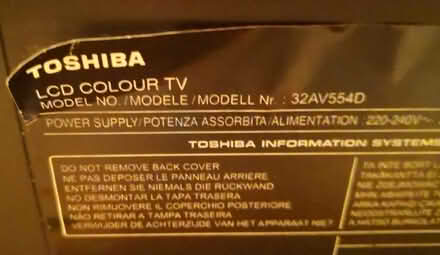 TOSHIBA
LCD COLOUR TV
MODEL NO./MODELE/MODELL Nr. : 32AV554D
POWER SUPPLY/POTENZA ASSORBITA/ALIMENTATION : 220-240V~
TOSHIBA INFORMATION SYSTEMS
DO NOT REMOVE BACK COVER
NE PAS DEPOSER LE PANNEAU ARRIERE
ENTFERNEN SIE NIEMALS DIE RUCKWAND
NO DESMONTAR LA TAPA TRASERA
NON RIMUOVERE IL COPERCHIO POSTERIORE
NÃO RETIRAR A TAMPA TRASEIRA
VERWIJDER DE ACHTERZIJDE VAN HET APPARAAT NIET